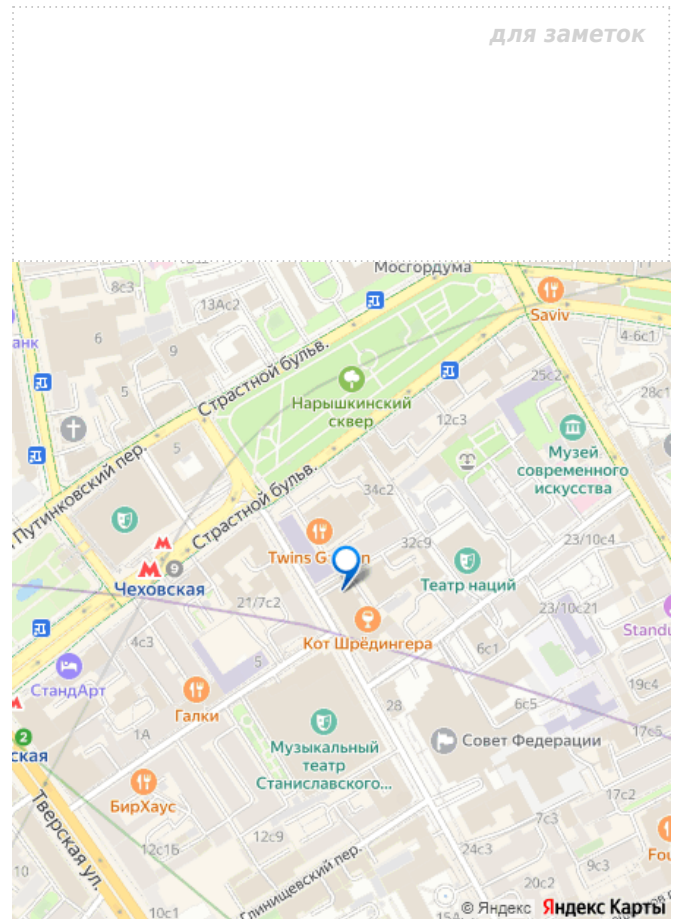 для заметок
Мосгордума
8с3
13Ас2
Saviv
анк
6
9
4-6с1
Страстной бульв.
5
25с2
28с1
Нарышкинский
сквер
12с3
Музей
современного
искусства
Путинковский пер.
5
Страстной бульв.
34с2
Twins G
n
32с9
23/10с4
9
Чеховская
Театр наций
21/7с2
23/10с21
Кот Шрёдингера
Standu
4с3
5
6с1
СтандАрт
19с4
Галки
28
6с5
17с6
2
ская
1А
Музыкальный
театр
Станиславского...
Совет Федерации
БирХаус
17с2
Тверская ул.
7с3
12с9
12с1Б
24с3
Fou
10
Глинищевский пер.
9с3
20с2
10с1
15А
© Яндекс Яндекс Карты